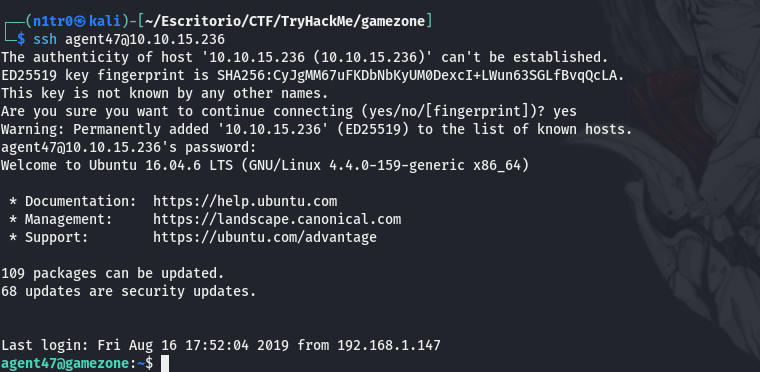 ┌──(n1tr0㉿kali)-[~/Escritorio/CTF/TryHackMe/gamezone]
└─$ ssh agent47@10.10.15.236
The authenticity of host '10.10.15.236 (10.10.15.236)' can't be established.
ED25519 key fingerprint is SHA256:CyJgMM67uFKDbNbKyUM0DexcI+LWun63SGLfBvqQcLA.
This key is not known by any other names.
Are you sure you want to continue connecting (yes/no/[fingerprint])? yes
Warning: Permanently added '10.10.15.236' (ED25519) to the list of known hosts.
agent47@10.10.15.236's password:
Welcome to Ubuntu 16.04.6 LTS (GNU/Linux 4.4.0-159-generic x86_64)

 * Documentation:  https://help.ubuntu.com
 * Management:     https://landscape.canonical.com
 * Support:        https://ubuntu.com/advantage

109 packages can be updated.
68 updates are security updates.


Last login: Fri Aug 16 17:52:04 2019 from 192.168.1.147
agent47@gamezone:~$